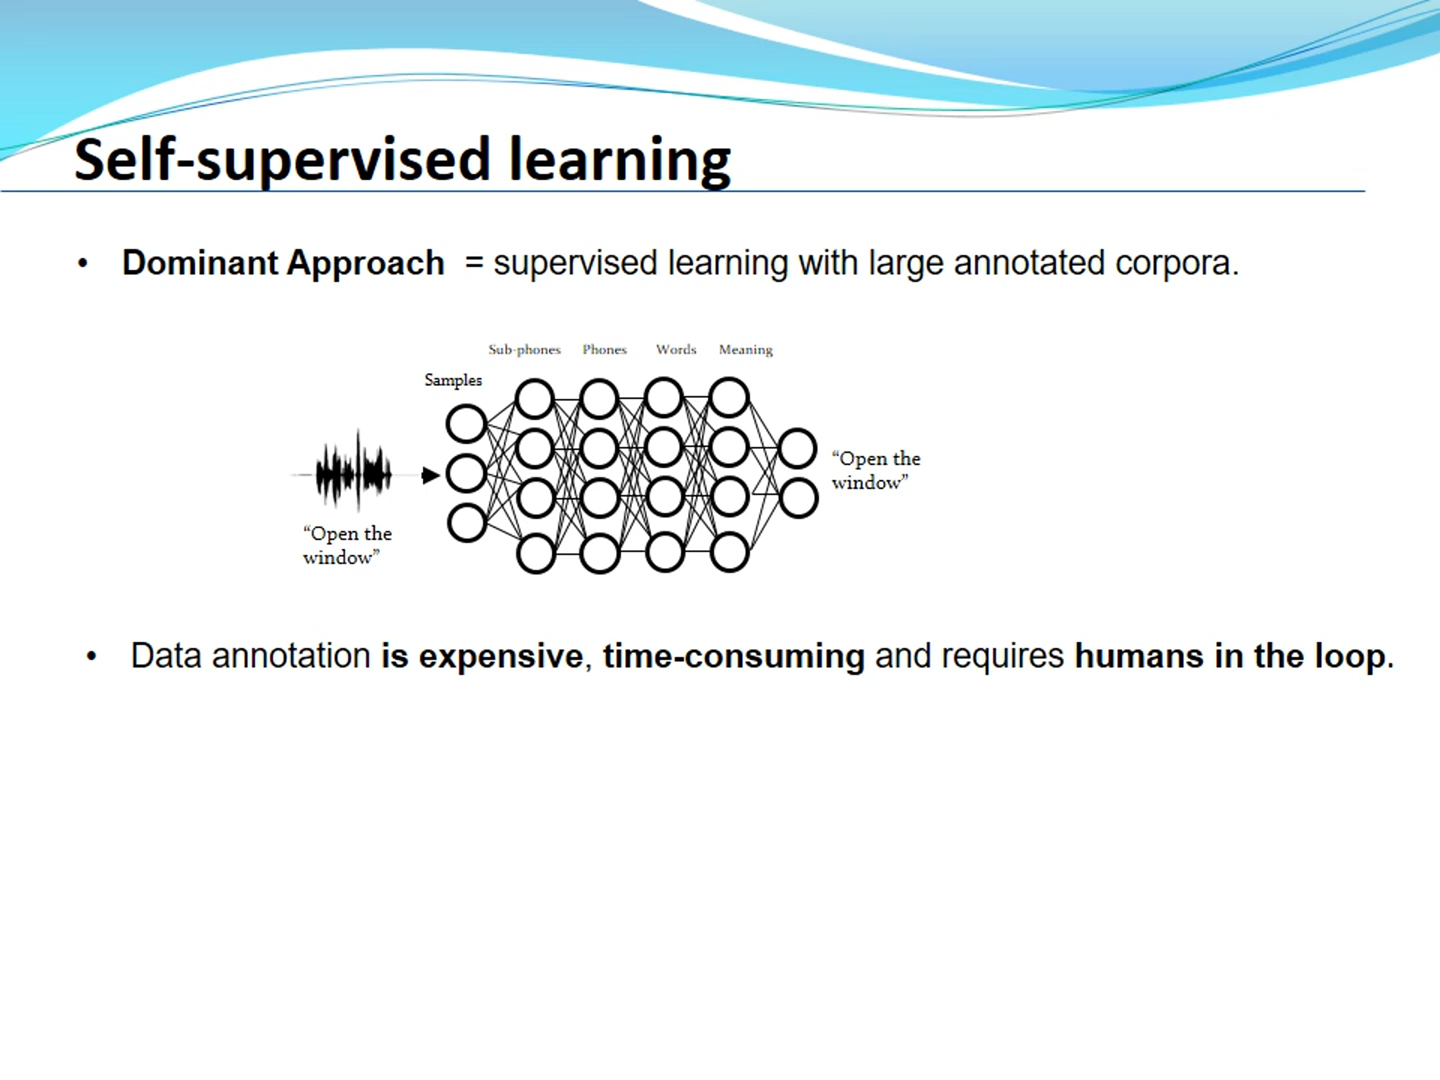 Self-supervised learning
• Dominant Approach = supervised learning with large annotated corpora.
Sub-phones Phones Words Meaning
Samples
“Open the
window”
“Open the
window”
• Data annotation is expensive, time-consuming and requires humans in the loop.